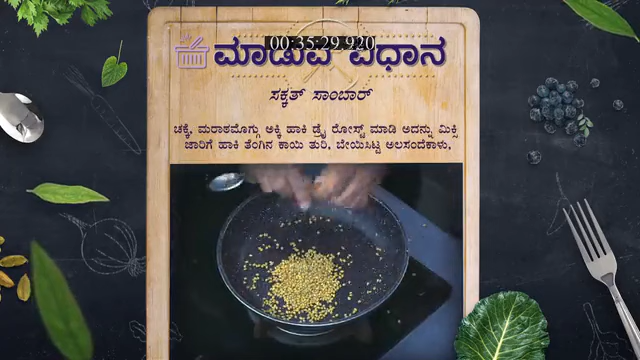 00:35:29.920
ಮಾಡುವ ವಿಧಾನ
ಸಕ್ಕತ್ ಸಾಂಬಾರ್
ಚಕ್ಕೆ, ಮರಾಠಮೊಗ್ಗು ಅಕ್ಕಿ ಹಾಕಿ ಡ್ರೈ ರೋಸ್ಟ್ ಮಾಡಿ ಅದನ್ನು ಮಿಕ್ಸಿ
ಜಾರಿಗೆ ಹಾಕಿ ತೆಂಗಿನ ಕಾಯಿ ತುರಿ, ಬೇಯಿಸಿಟ್ಟ ಅಲಸಂದೆಕಾಳು,